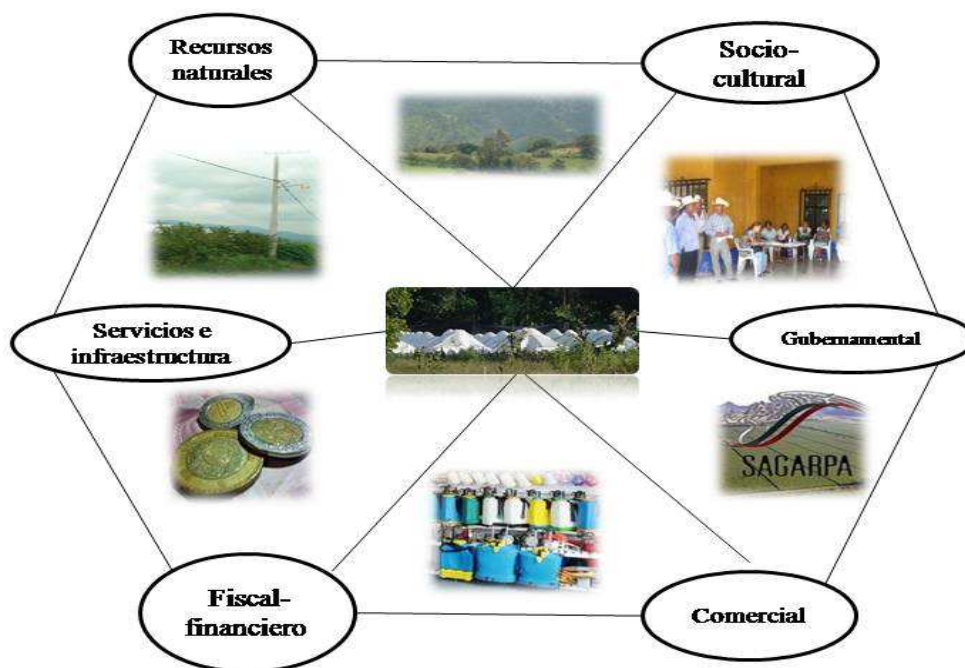 Recursos
naturales
Socio-
cultural
Servicios e
infraestructura
Gubernamental
SAGARPA
Fiscal-
financiero
Comercial